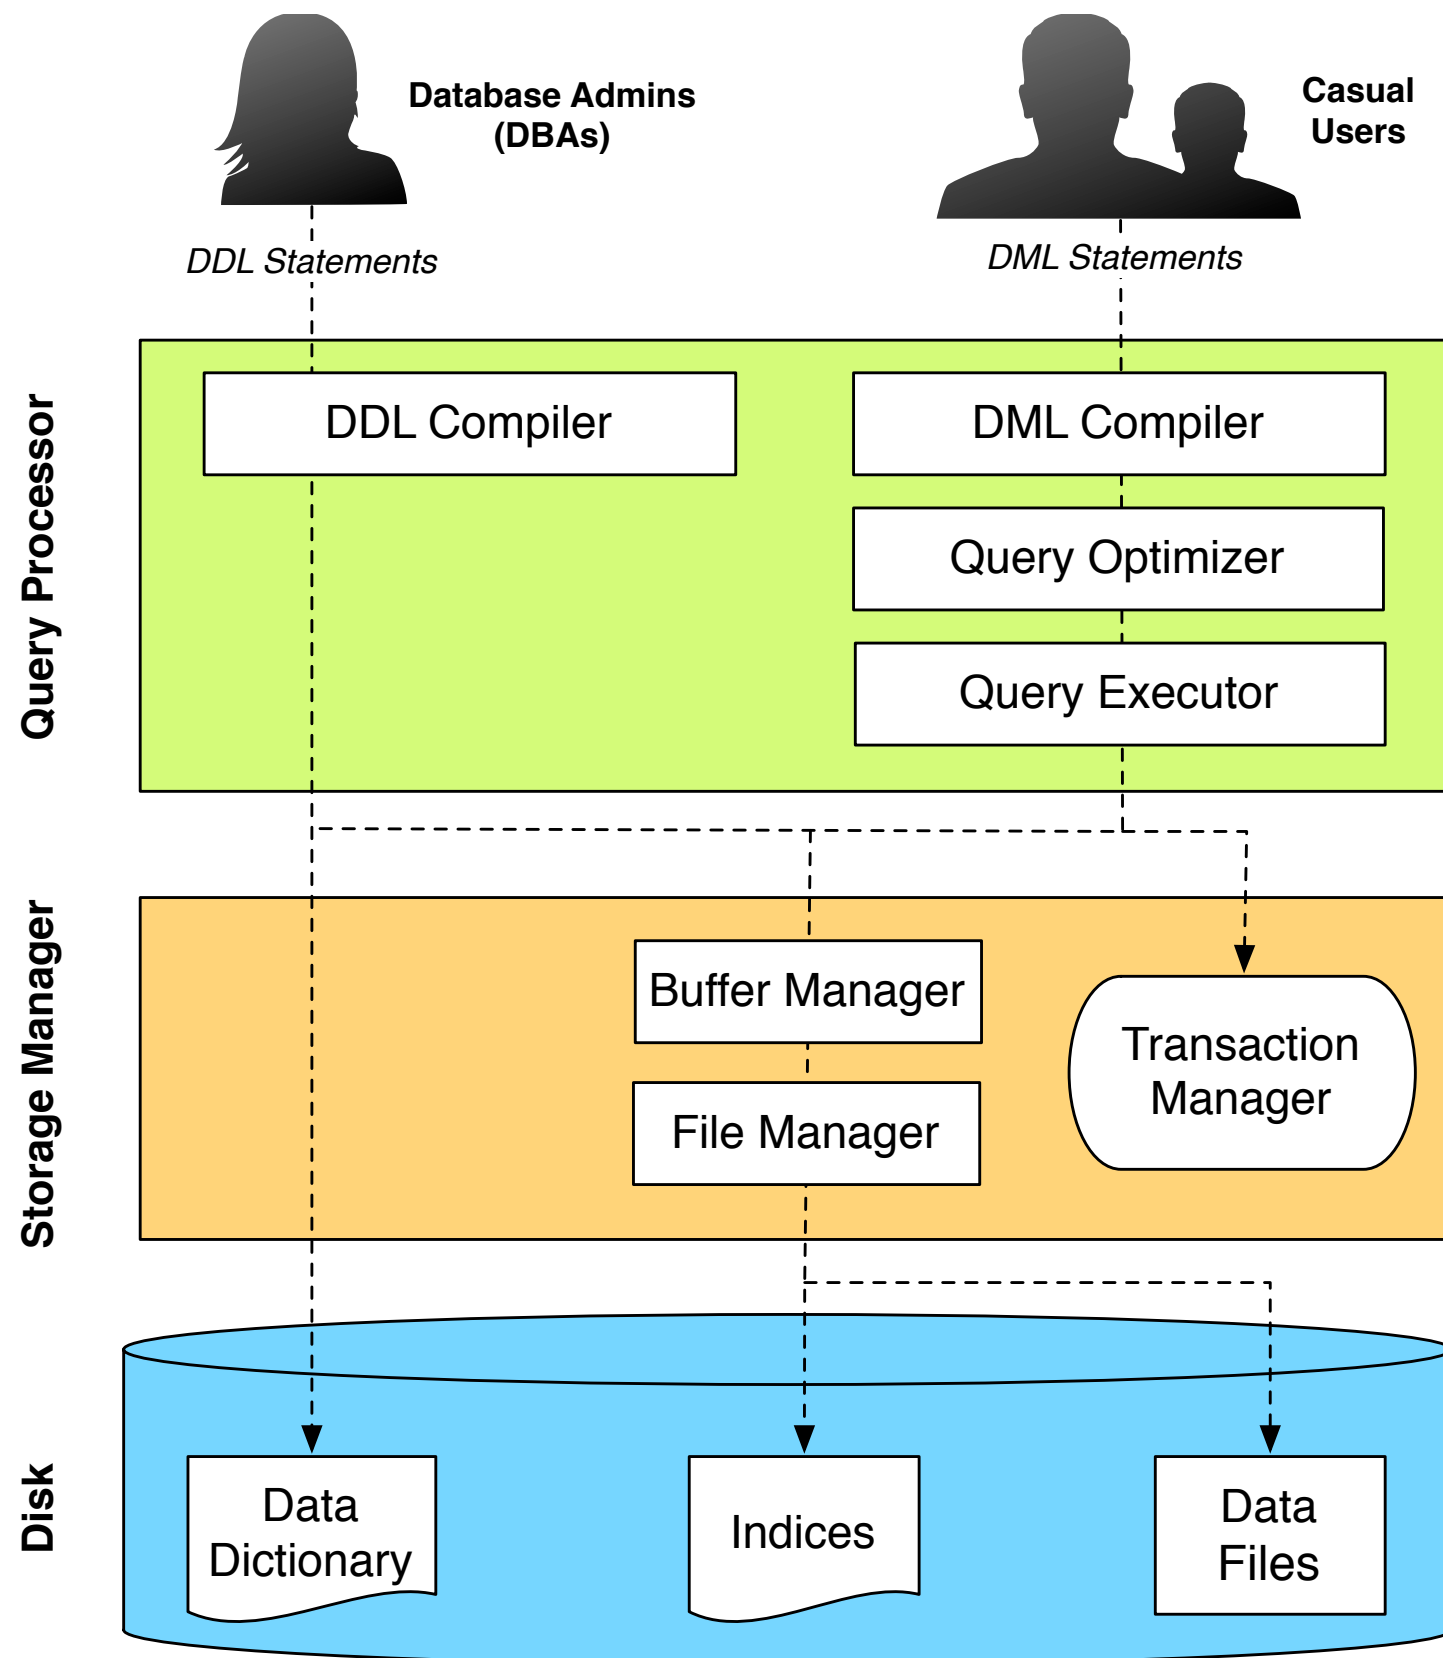 Database Admins
(DBAs)
Casual
Users
DDL Statements
DML Statements
Query Processor
DDL Compiler
DML Compiler
Query Optimizer
Query Executor
Storage Manager
Buffer Manager
File Manager
Transaction
Manager
Disk
Data
Dictionary
Indices
Data
Files